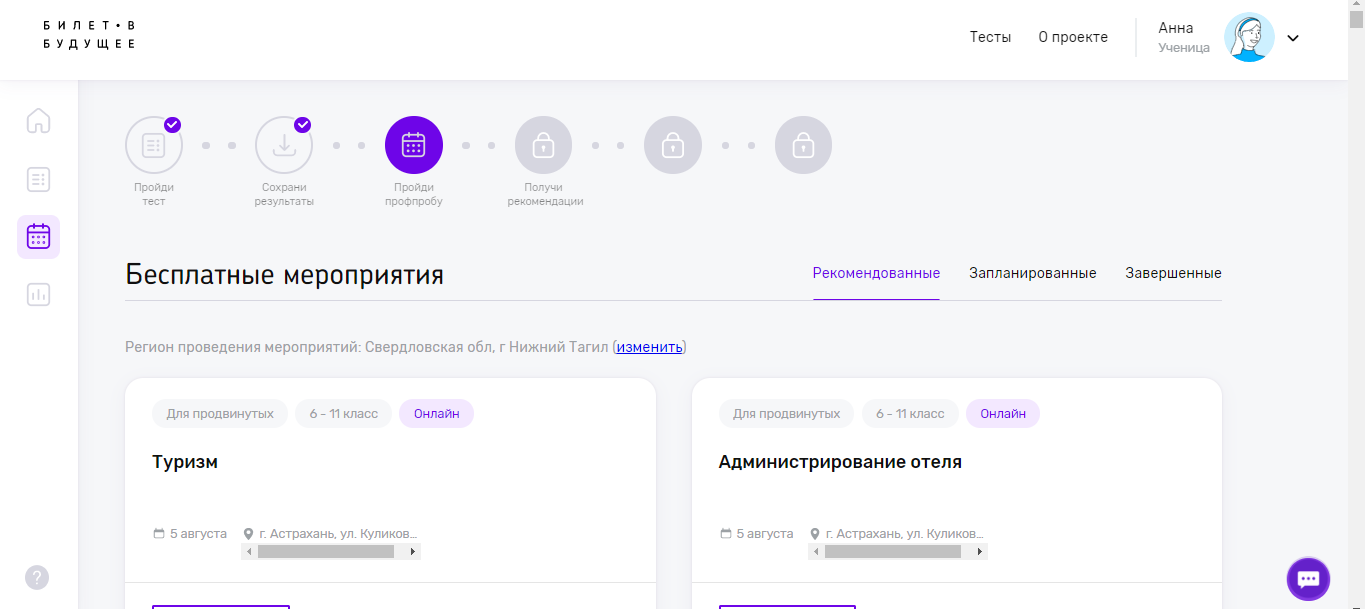 БИЛЕТ•В
БУДУЩЕЕ
Тесты
О проекте
Анна
Ученица
Пройди
тест
Сохрани
результаты
Пройди
профпробу
Получи
рекомендации
Бесплатные мероприятия
Рекомендованные
Запланированные
Завершенные
Регион проведения мероприятий: Свердловская обл, г Нижний Тагил (изменить)
Для продвинутых
6 - 11 класс
Онлайн
Туризм
5 августа
г. Астрахань, ул. Куликов...
Для продвинутых
6 - 11 класс
Онлайн
Администрирование отеля
5 августа
г. Астрахань, ул. Куликов...
?